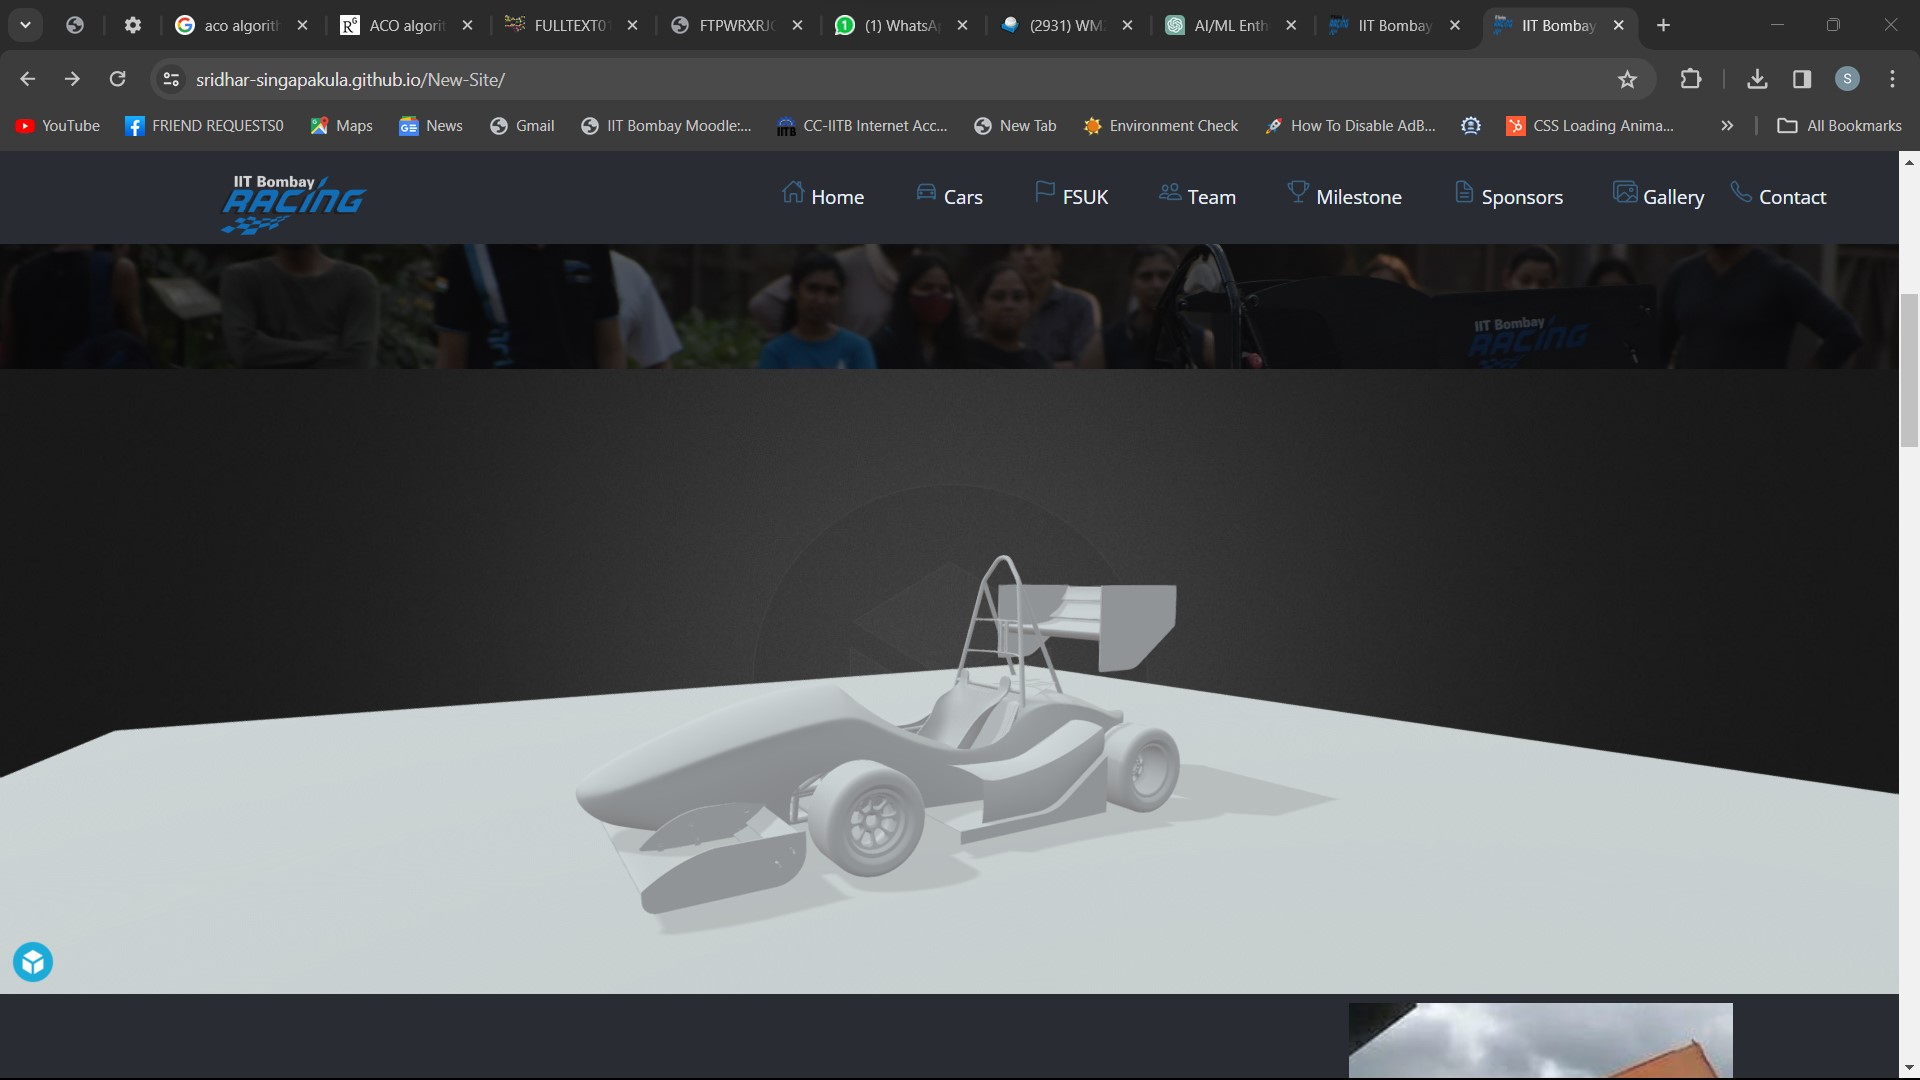 aco algorit
ACO algorit
FULLTEXT01
FTPWRXRJC
(1) WhatsA
(2931) WM
AI/ML Enth
IIT Bombay
IIT Bombay
sridhar-singapakula.github.io/New-Site/
S
YouTube
FRIEND REQUESTS0
Maps
News
Gmail
IIT Bombay Moodle:...
CC-IITB Internet Acc...
New Tab
Environment Check
How To Disable AdB...
CSS Loading Anima...
All Bookmarks
IIT Bombay
RACING
Home
Cars
FSUK
Team
Milestone
Sponsors
Gallery
Contact
IIT Bombay
RACING